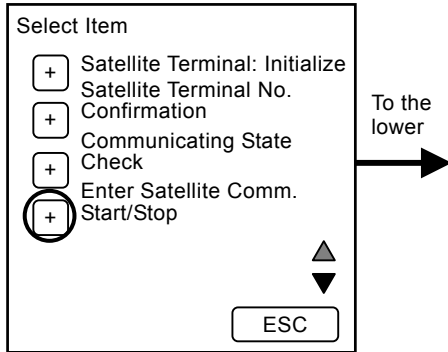 Select Item
+ Satellite Terminal: Initialize
Satellite Terminal No.
+ Confirmation
Communicating State
+ Check
Enter Satellite Comm.
+ Start/Stop
ESC
To the
lower